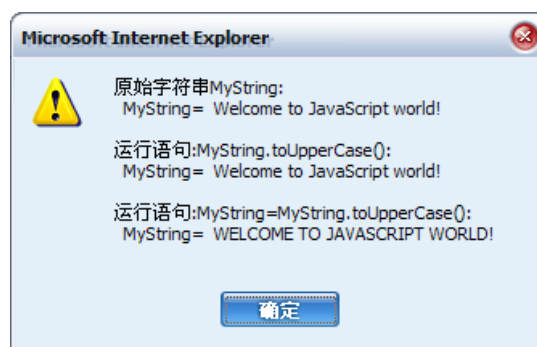 Microsoft Internet Explorer
原始字符串MyString:
MyString= Welcome to JavaScript world!
运行语句:MyString.toUpperCase():
MyString= Welcome to JavaScript world!
运行语句:MyString=MyString.toUpperCase():
MyString= WELCOME TO JAVASCRIPT WORLD!
确定